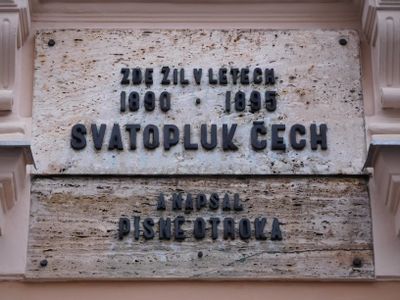 ZDE ŽIL V LETECH
1890 · 1895
SVATOPLUK ČECH
A NAPSAL
PÍSNĚ OTROKA